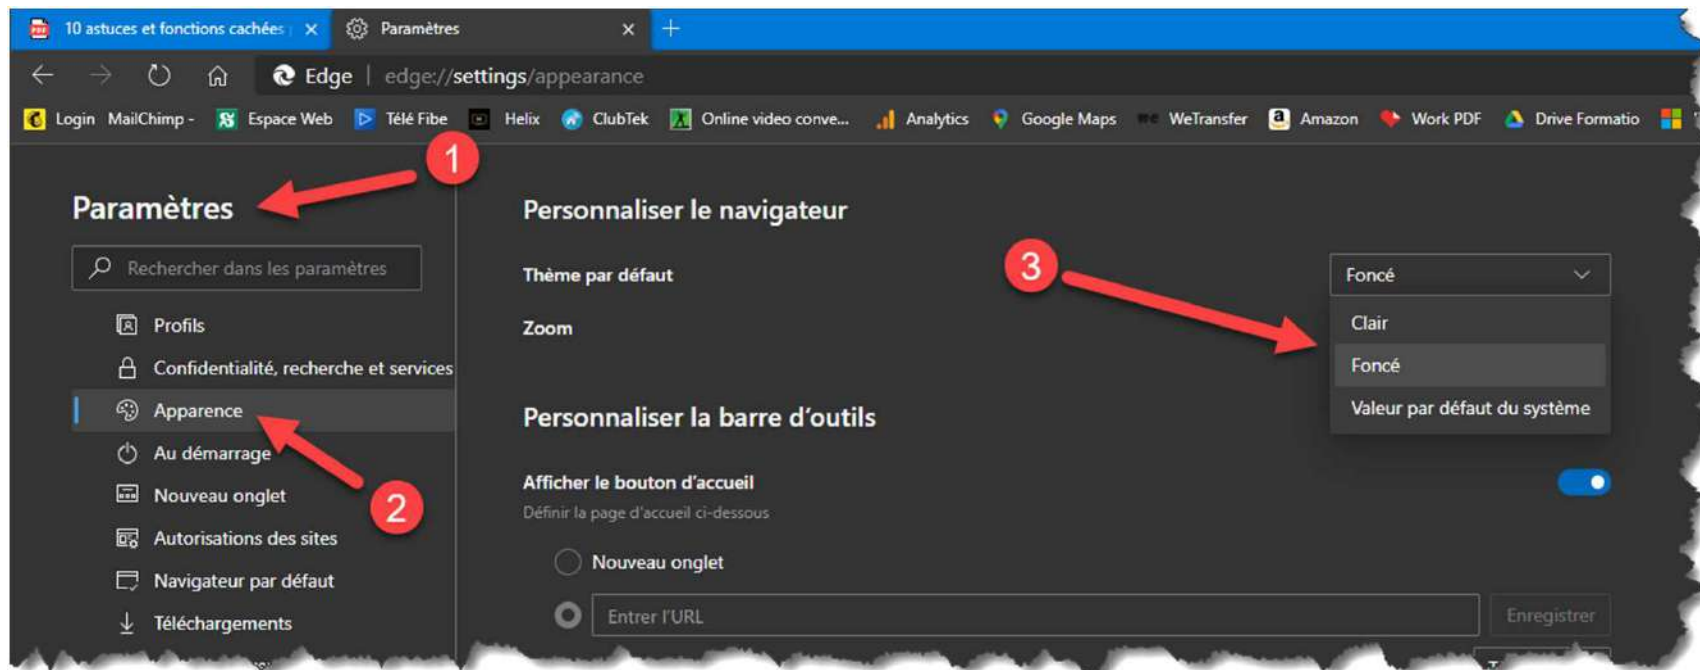 10 astuces et fonctions cachées
Paramètres
Edge | edge://settings/appearance
Login MailChimp - Espace Web Télé Fibe Helix ClubTek Online video conve... Analytics Google Maps we WeTransfer Amazon Work PDF Drive Formatio
1
Paramètres
Rechercher dans les paramètres
Profils
Confidentialité, recherche et services
Apparence
Au démarrage
2
Nouveau onglet
Autorisations des sites
Navigateur par défaut
Téléchargements
Personnaliser le navigateur
3
Thème par défaut
Foncé
Clair
Foncé
Valeur par défaut du système
Zoom
Personnaliser la barre d'outils
Afficher le bouton d'accueil
Définir la page d'accueil ci-dessous
Nouveau onglet
Entrer l'URL
Enregistrer